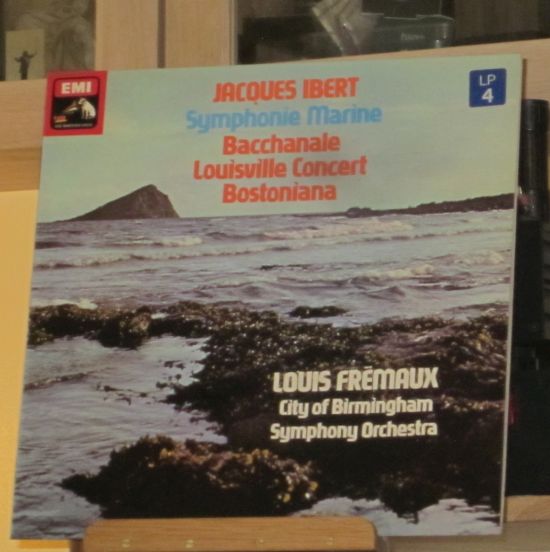 EMI
LP
4
JACQUES IBERT
Symphonie Marine
Bacchanale
Louisville Concert
Bostoniana
LOUIS FRÉMAUX
City of Birmingham
Symphony Orchestra